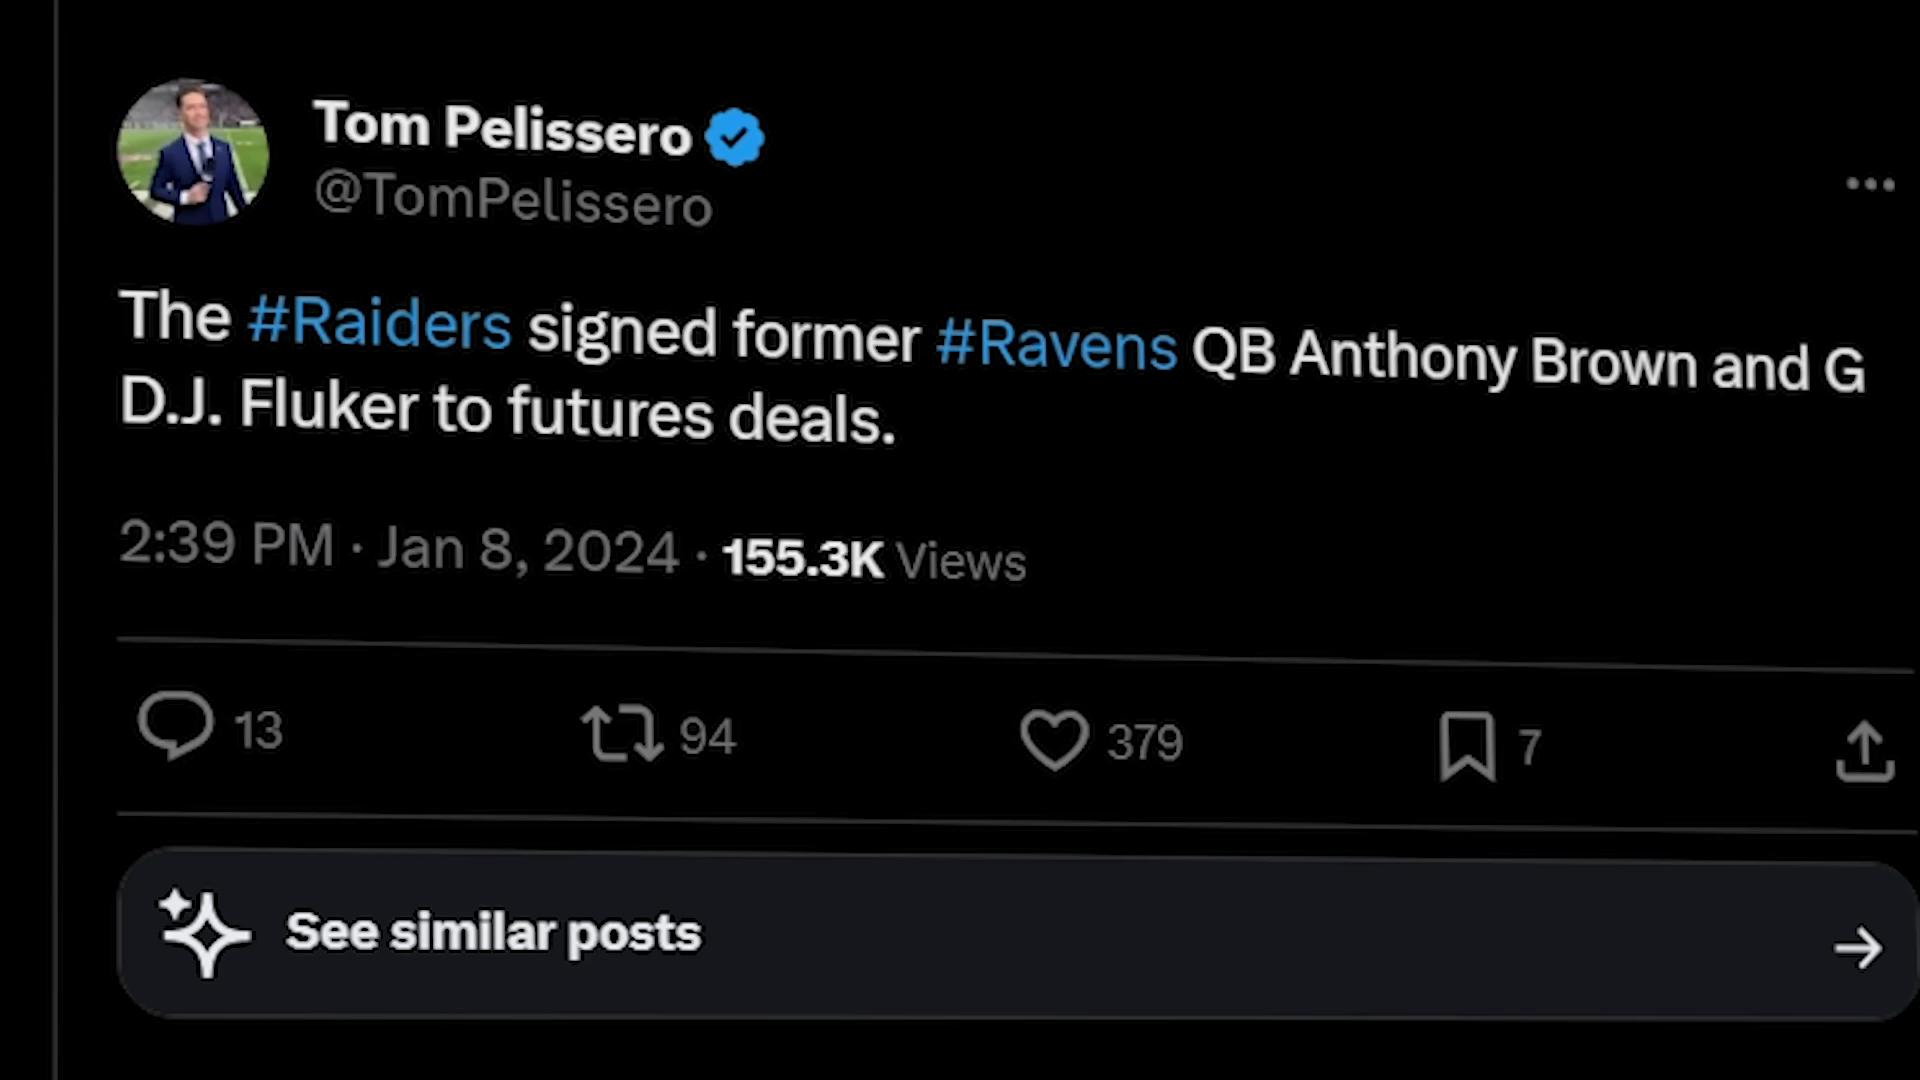 Tom Pelissero
@TomPelissero
The #Raiders signed former #Ravens QB Anthony Brown and G
D.J. Fluker to futures deals.
2:39 PM · Jan 8, 2024 · 155.3K Views
13 94 379 7
See similar posts